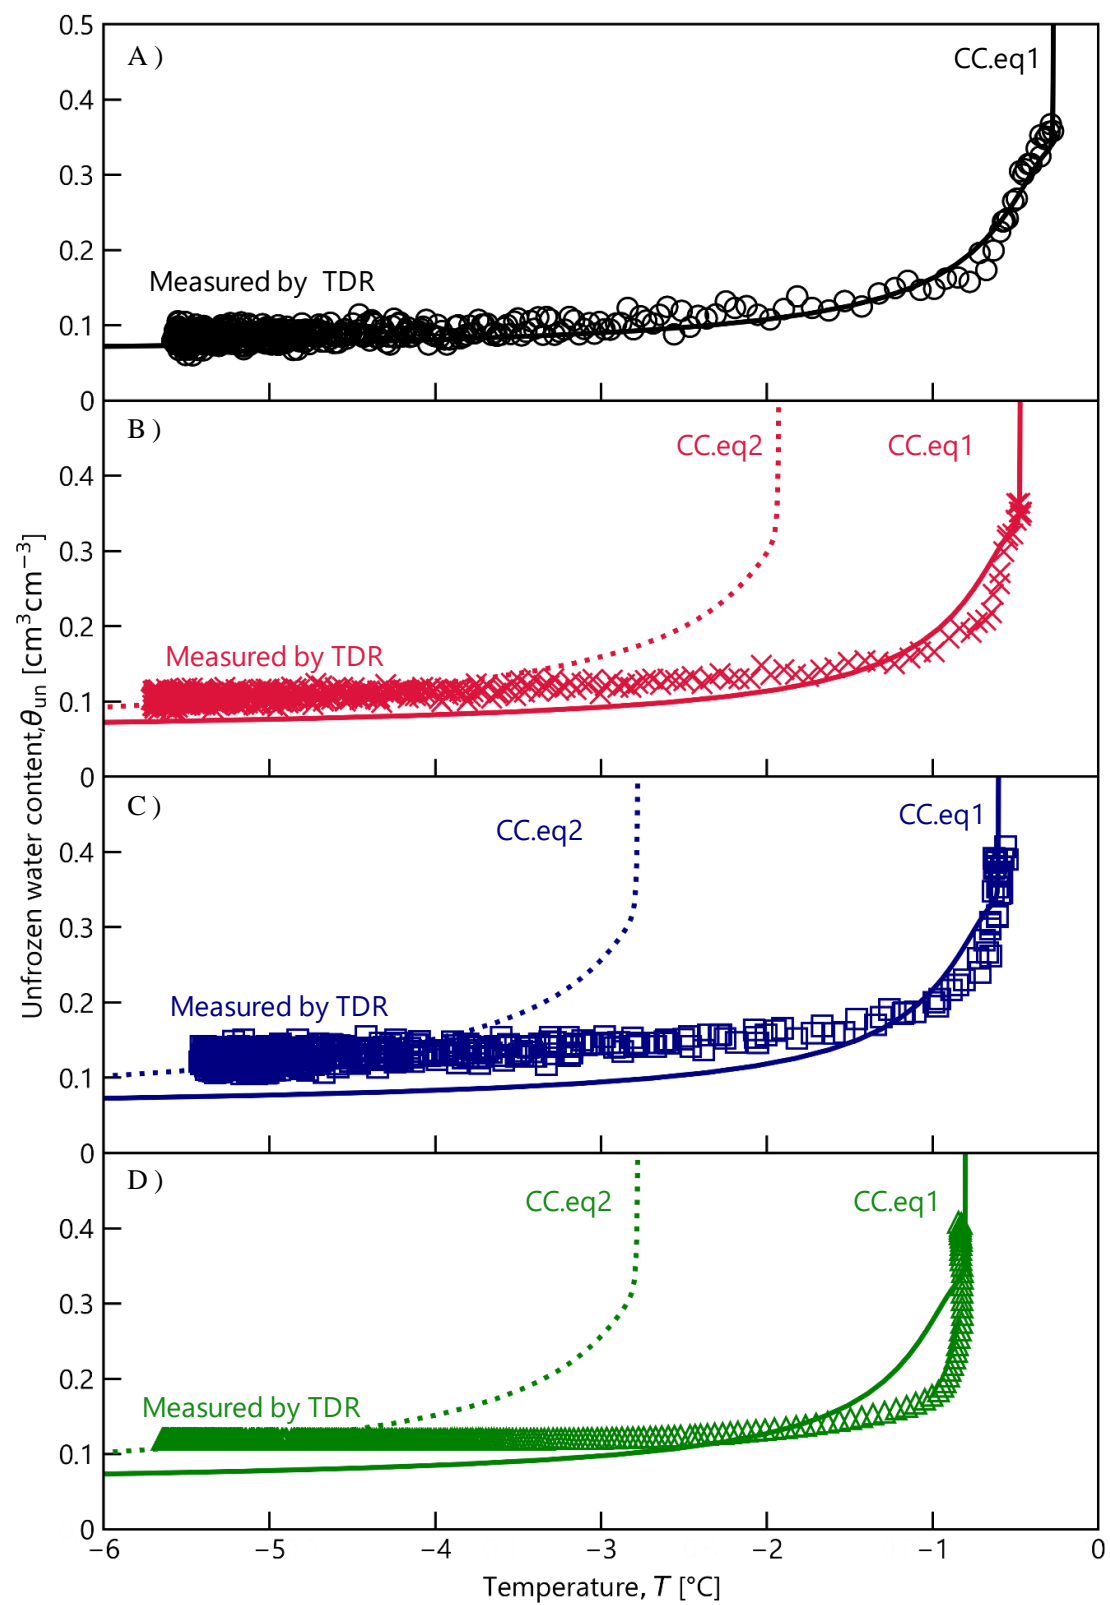 0.5
A )
CC.eq1
0.4
0.3
0.2
Measured by TDR
0.1
0
B )
CC.eq2
CC.eq1
0.4
0.3
0.2
Measured by TDR
0.1
0
C )
CC.eq2
CC.eq1
0.4
0.3
0.2
Measured by TDR
0.1
0
D )
CC.eq2
CC.eq1
0.4
0.3
0.2
Measured by TDR
0.1
0
−6 −5 −4 −3 −2 −1 0
Temperature, T [°C]
Unfrozen water content,θun [cm³cm⁻³]